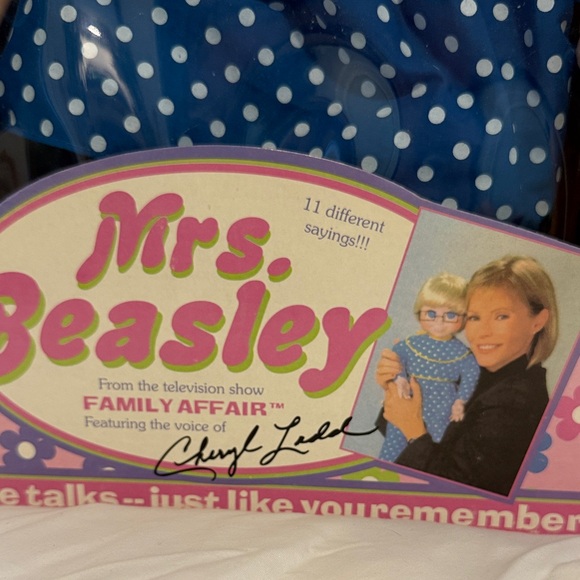 11 different
sayings!!!
Mrs.
Beasley
From the television show
FAMILY AFFAIR™
Featuring the voice of
Cheryl Ladd
e talks--just like you remember